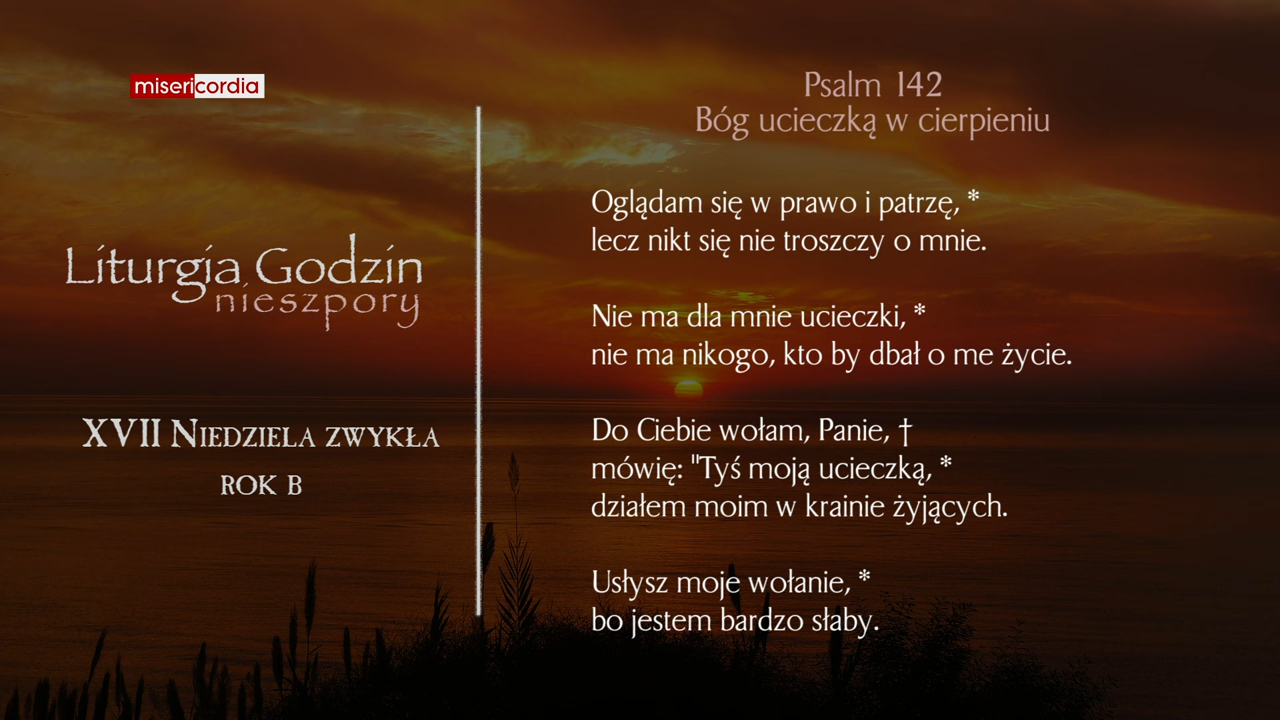 misericordia
Liturgia Godzin
nieszpory
XVII Niedziela zwykła
rok B
Psalm 142
Bóg ucieczką w cierpieniu
Oglądam się w prawo i patrzę, *
lecz nikt się nie troszczy o mnie.
Nie ma dla mnie ucieczki, *
nie ma nikogo, kto by dbał o me życie.
Do Ciebie wołam, Panie, †
mówię: "Tyś moją ucieczką, *
działem moim w krainie żyjących.
Usłysz moje wołanie, *
bo jestem bardzo słaby.